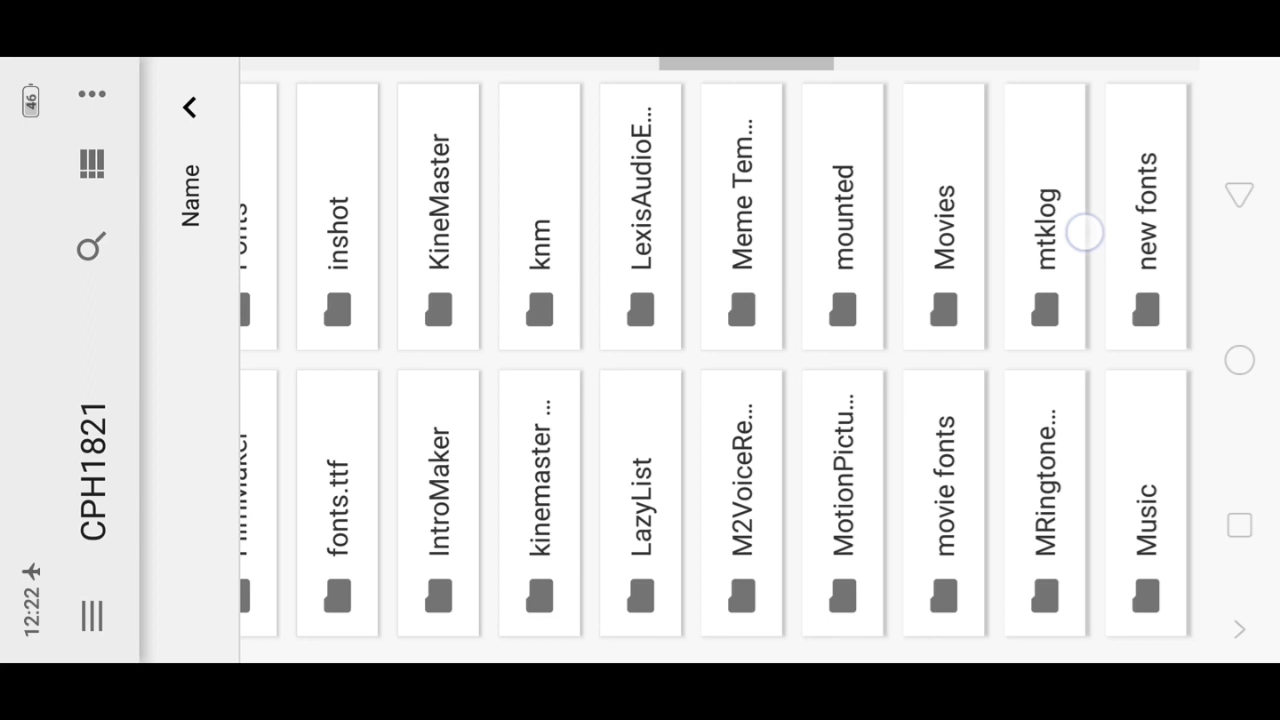 12:22
46
CPH1821
Name
fonts.ttf
inshot
IntroMaker
KineMaster
kinemaster ...
knm
LazyList
LexisAudioE...
M2VoiceRe...
Meme Tem...
MotionPictu...
mounted
movie fonts
Movies
MRingtone...
mtklog
Music
new fonts